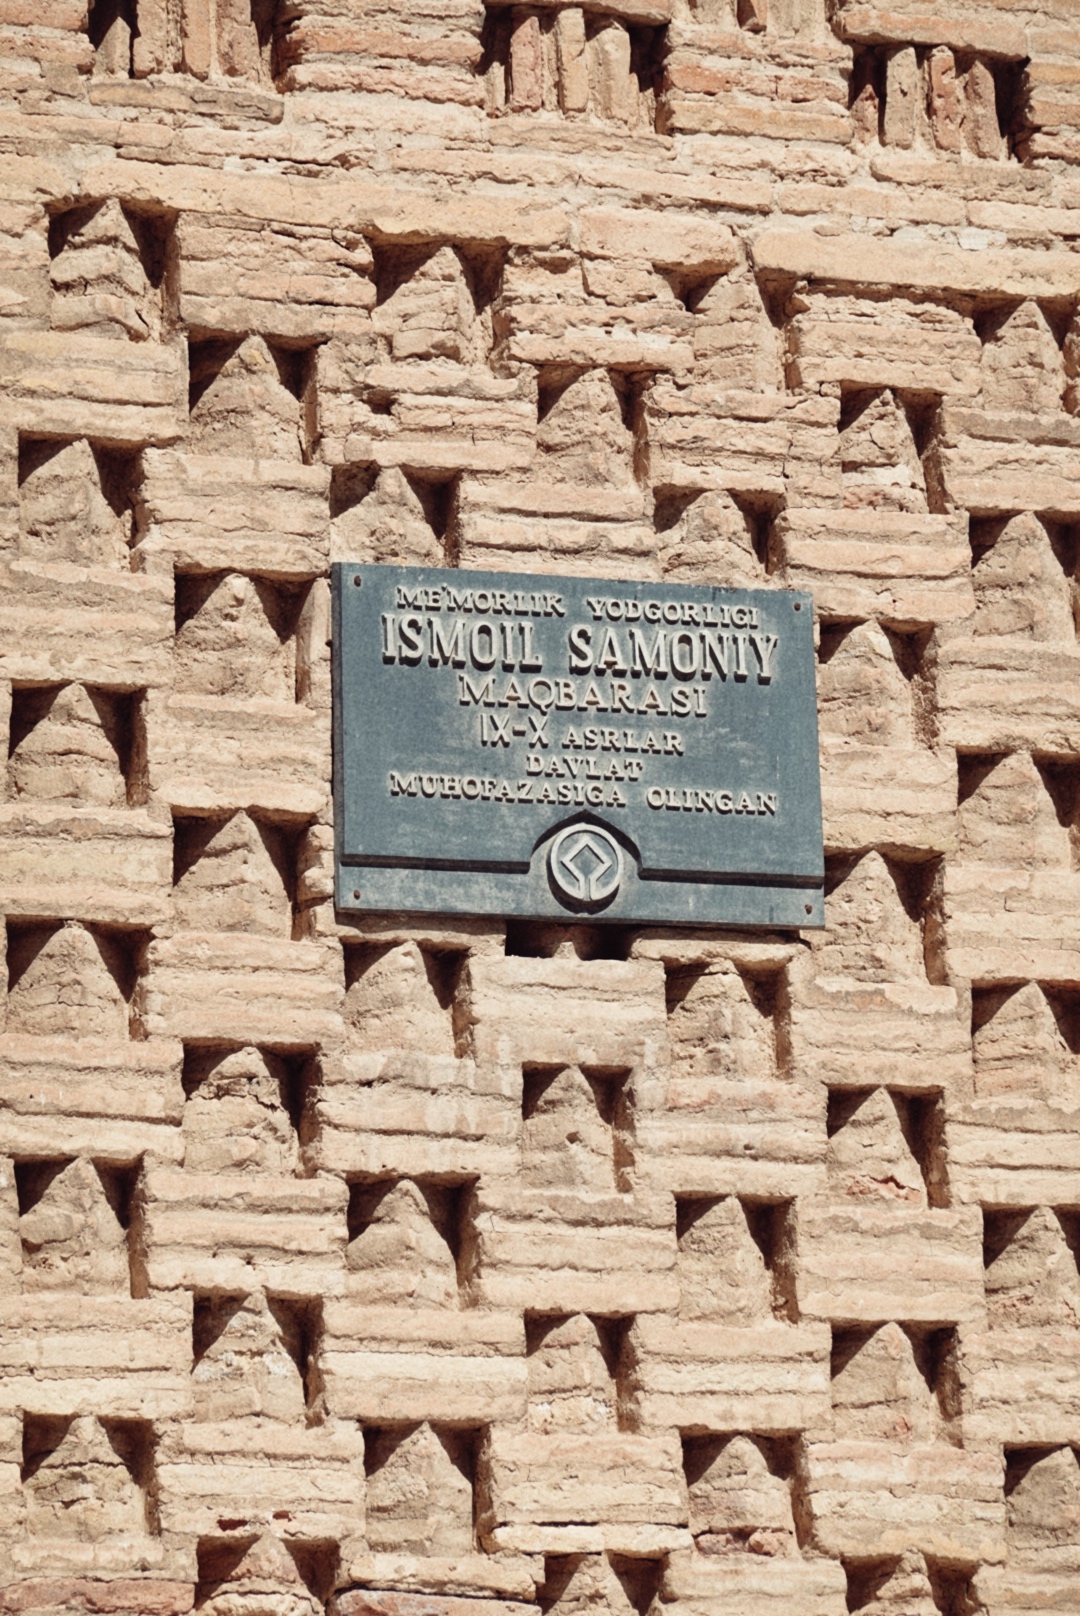 ME'MORLIK YODGORLIGI
ISMOIL SAMONIY
MAQBARASI
IX-X ASRLAR
DAVLAT
MUHOFAZASIGA OLINGAN